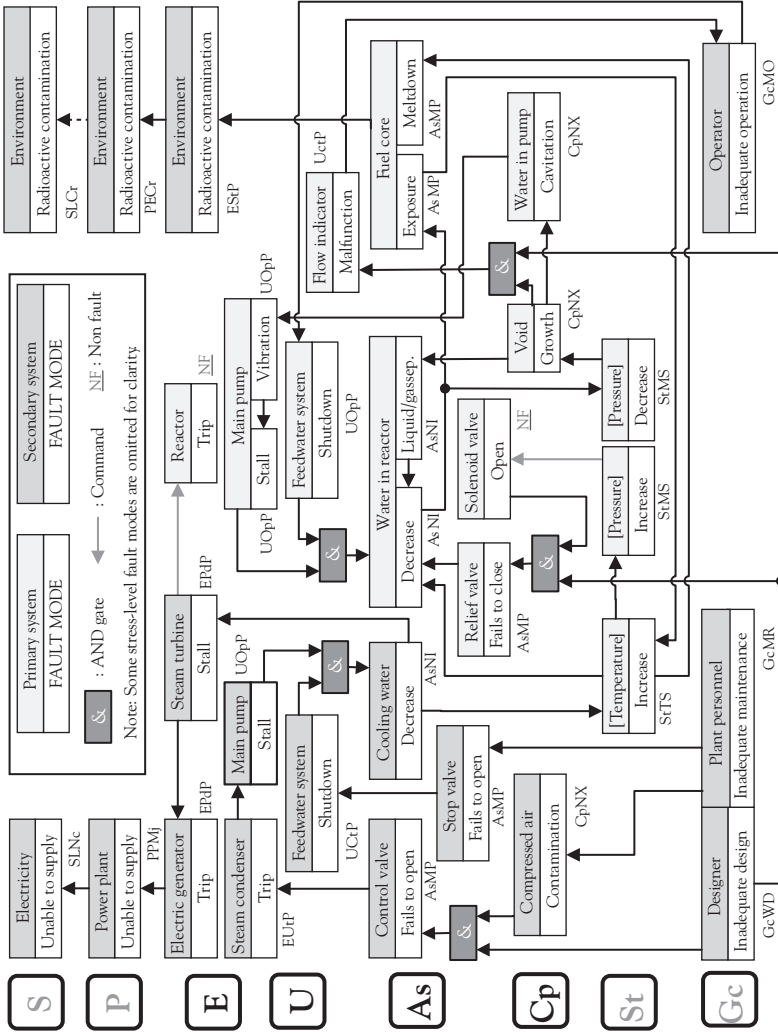 S
Electricity
Unable to supply
SLNc
Primary system
FAULT MODE
Secondary system
FAULT MODE
& : AND gate
: Command
NF : Non fault
Note: Some stress-level fault modes are omitted for clarity.
Environment
Radioactive contamination
SLCr
P
Power plant
Unable to supply
PPMj
Environment
Radioactive contamination
PECr
E
Electric generator
Trip
EPdP
Steam turbine
Stall
EPdP
Reactor
Trip
NF
Environment
Radioactive contamination
EStP
Steam condenser
Trip
EUtP
U
Main pump
Stall
UOpP
Main pump
Stall
Vibration
UOpP
UOpP
Feedwater system
Shutdown
UCtP
Feedwater system
Shutdown
UOpP
Flow indicator
Malfunction
UctP
&
&
As
Control valve
Fails to open
AsMP
Cooling water
Decrease
AsNI
Water in reactor
Decrease
Liquid/gassep.
As NI
AsNI
Fuel core
Exposure
Meltdown
As MP
AsMP
Stop valve
Fails to open
AsMP
Relief valve
Fails to close
AsMP
Solenoid valve
Open
NF
&
&
&
Cp
Compressed air
Contamination
CpNX
Void
Growth
CpNX
Water in pump
Cavitation
CpNX
St
[Temperature]
Increase
StTS
[Pressure]
Increase
StMS
[Pressure]
Decrease
StMS
Gc
Designer
Inadequate design
GcWD
Plant personnel
Inadequate maintenance
GcMR
Operator
Inadequate operation
GcMO